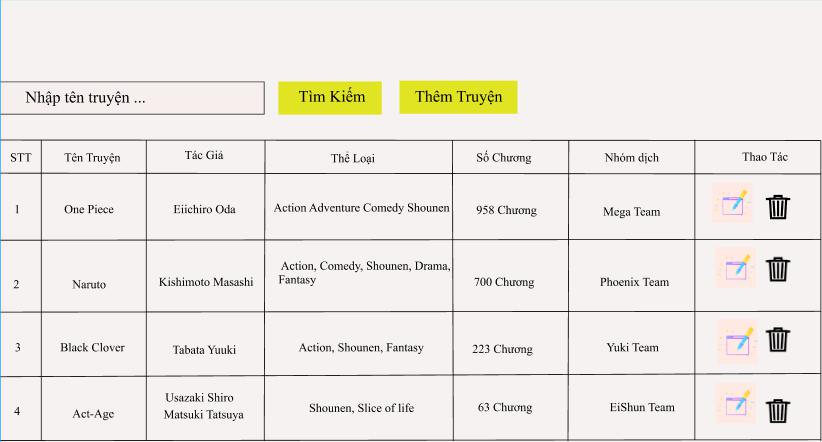 Nhập tên truyện ...
Tìm Kiếm
Thêm Truyện
STT
Tên Truyện
Tác Giả
Thể Loại
Số Chương
Nhóm dịch
Thao Tác
1
One Piece
Eiichiro Oda
Action Adventure Comedy Shounen
958 Chương
Mega Team
2
Naruto
Kishimoto Masashi
Action, Comedy, Shounen, Drama,
Fantasy
700 Chương
Phoenix Team
3
Black Clover
Tabata Yuuki
Action, Shounen, Fantasy
223 Chương
Yuki Team
4
Act-Age
Usazaki Shiro
Matsuki Tatsuya
Shounen, Slice of life
63 Chương
EiShun Team